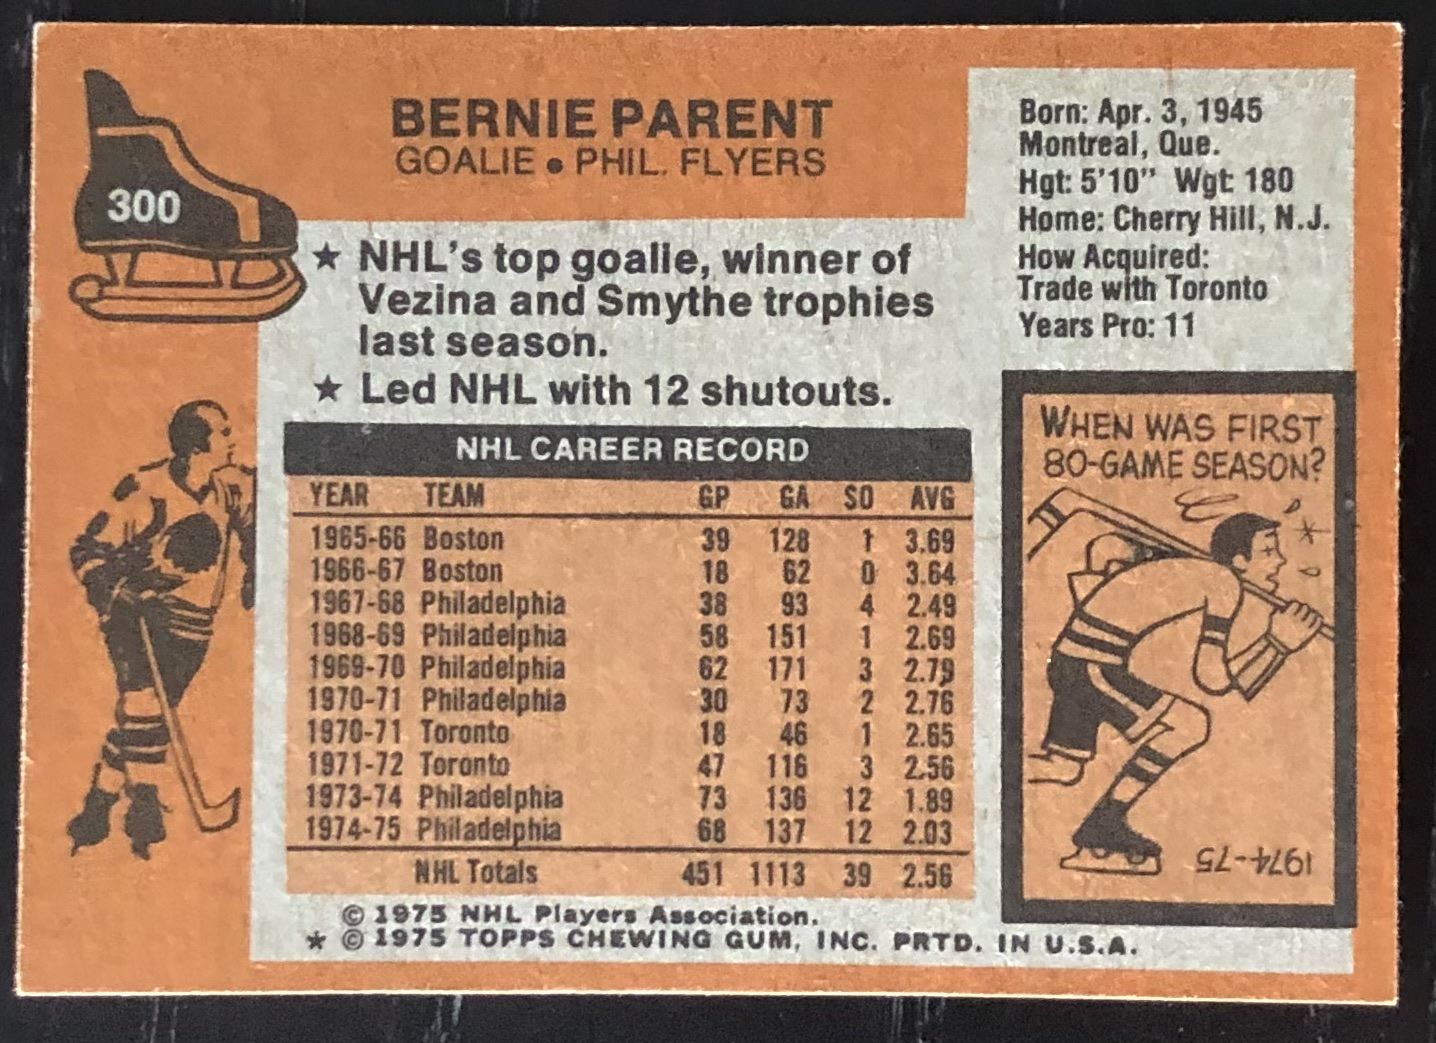 300
BERNIE PARENT
GOALIE • PHIL. FLYERS
Born: Apr. 3, 1945
Montreal, Que.
Hgt: 5'10" Wgt: 180
Home: Cherry Hill, N.J.
How Acquired:
Trade with Toronto
Years Pro: 11
★ NHL's top goalie, winner of
Vezina and Smythe trophies
last season.
★ Led NHL with 12 shutouts.
NHL CAREER RECORD
YEAR TEAM GP GA SO AVG
1965-66 Boston 39 128 1 3.69
1966-67 Boston 18 62 0 3.64
1967-68 Philadelphia 38 93 4 2.49
1968-69 Philadelphia 58 151 1 2.69
1969-70 Philadelphia 62 171 3 2.79
1970-71 Philadelphia 30 73 2 2.76
1970-71 Toronto 18 46 1 2.65
1971-72 Toronto 47 116 3 2.56
1973-74 Philadelphia 73 136 12 1.89
1974-75 Philadelphia 68 137 12 2.03
NHL Totals 451 1113 39 2.56
© 1975 NHL Players Association.
★ © 1975 TOPPS CHEWING GUM, INC. PRTD. IN U.S.A.
WHEN WAS FIRST
80-GAME SEASON?
1974-75